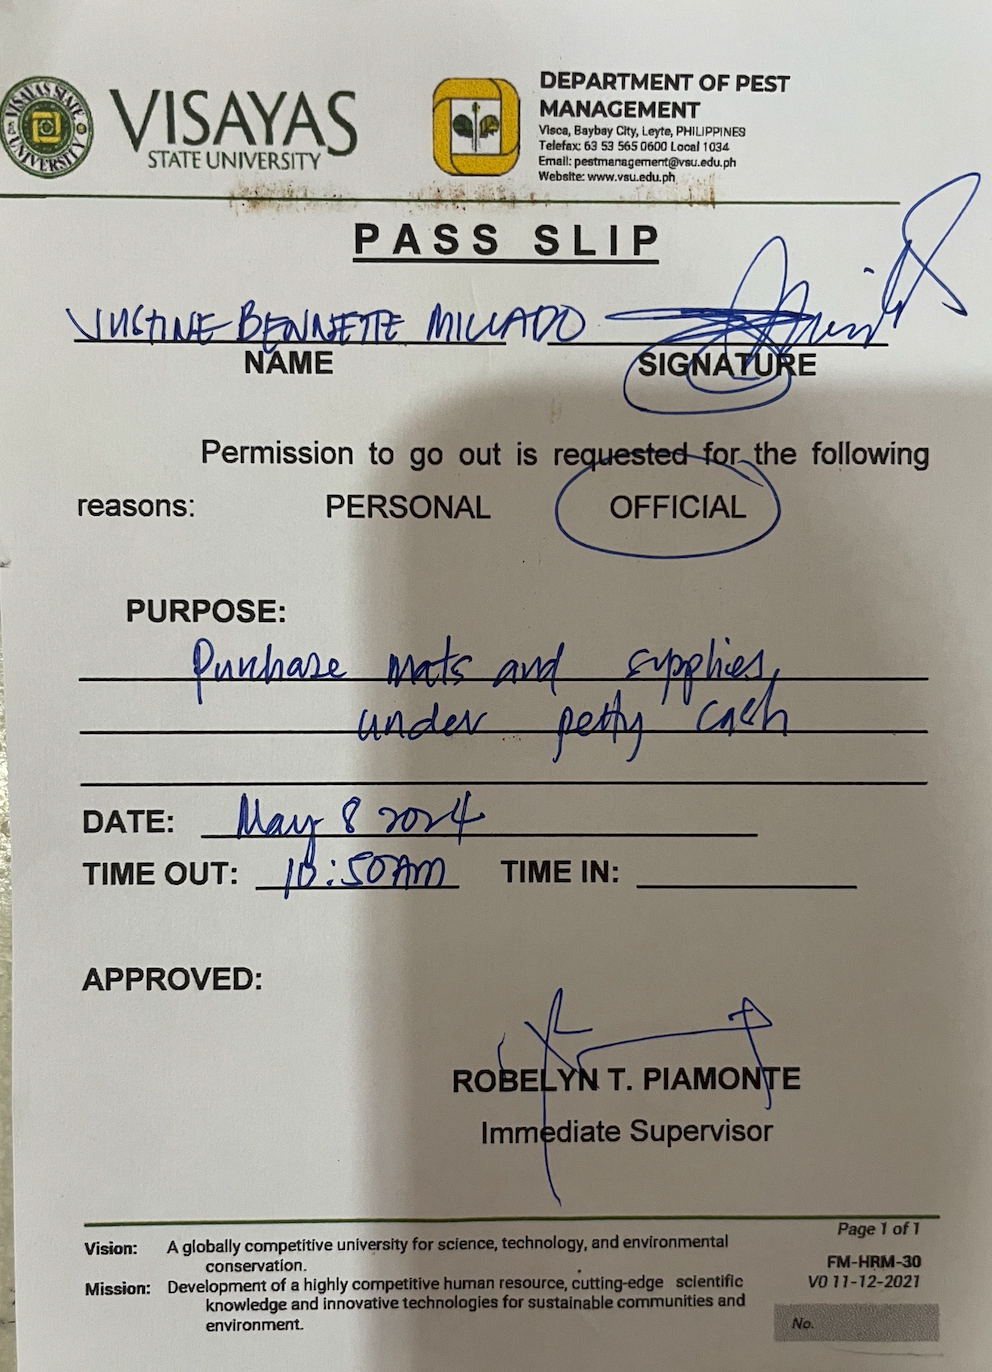 VISAYAS STATE UNIVERSITY
VISAYAS
STATE UNIVERSITY
DEPARTMENT OF PEST
MANAGEMENT
Visca, Baybay City, Leyte, PHILIPPINES
Telefax: 63 53 565 0600 Local 1034
Email: pestmanagement@vsu.edu.ph
Website: www.vsu.edu.ph
PASS SLIP
JUSTINE BENNETTE MILLADO
NAME SIGNATURE
Permission to go out is requested for the following
reasons: PERSONAL OFFICIAL
PURPOSE:
Purchase mats and supplies,
under petty cash
DATE: May 8 2024
TIME OUT: 10:50AM TIME IN:
APPROVED:
ROBELYN T. PIAMONTE
Immediate Supervisor
Vision: A globally competitive university for science, technology, and environmental
conservation.
Mission: Development of a highly competitive human resource, cutting-edge scientific
knowledge and innovative technologies for sustainable communities and
environment.
Page 1 of 1
FM-HRM-30
V0 11-12-2021
No.